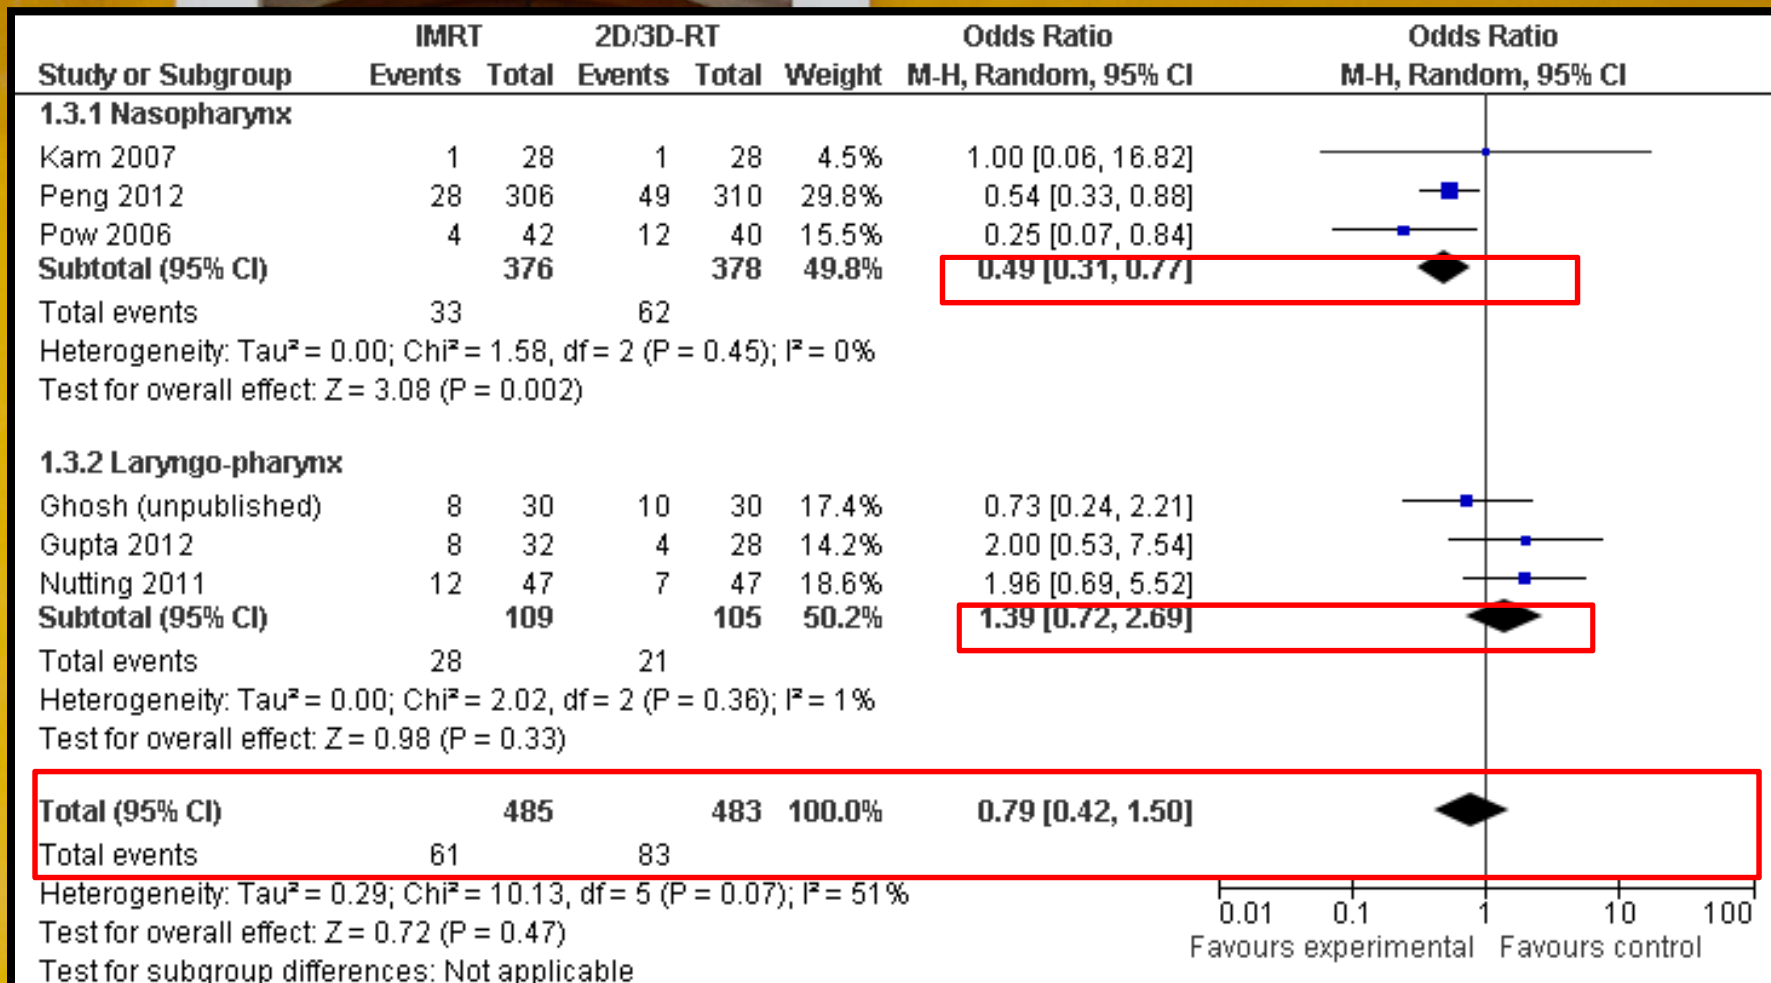 IMRT 2D/3D-RT Odds Ratio Odds Ratio
Study or Subgroup Events Total Events Total Weight M-H, Random, 95% CI M-H, Random, 95% CI
1.3.1 Nasopharynx
Kam 2007 1 28 1 28 4.5% 1.00 [0.06, 16.82]
Peng 2012 28 306 49 310 29.8% 0.54 [0.33, 0.88]
Pow 2006 4 42 12 40 15.5% 0.25 [0.07, 0.84]
Subtotal (95% CI) 376 378 49.8% 0.49 [0.31, 0.77]
Total events 33 62
Heterogeneity: Tau² = 0.00; Chi² = 1.58, df = 2 (P = 0.45); I² = 0%
Test for overall effect: Z = 3.08 (P = 0.002)
1.3.2 Laryngo-pharynx
Ghosh (unpublished) 8 30 10 30 17.4% 0.73 [0.24, 2.21]
Gupta 2012 8 32 4 28 14.2% 2.00 [0.53, 7.54]
Nutting 2011 12 47 7 47 18.6% 1.96 [0.69, 5.52]
Subtotal (95% CI) 109 105 50.2% 1.39 [0.72, 2.69]
Total events 28 21
Heterogeneity: Tau² = 0.00; Chi² = 2.02, df = 2 (P = 0.36); I² = 1%
Test for overall effect: Z = 0.98 (P = 0.33)
Total (95% CI) 485 483 100.0% 0.79 [0.42, 1.50]
Total events 61 83
Heterogeneity: Tau² = 0.29; Chi² = 10.13, df = 5 (P = 0.07); I² = 51%
0.01 0.1 1 10 100
Test for overall effect: Z = 0.72 (P = 0.47)
Favours experimental Favours control
Test for subgroup differences: Not applicable